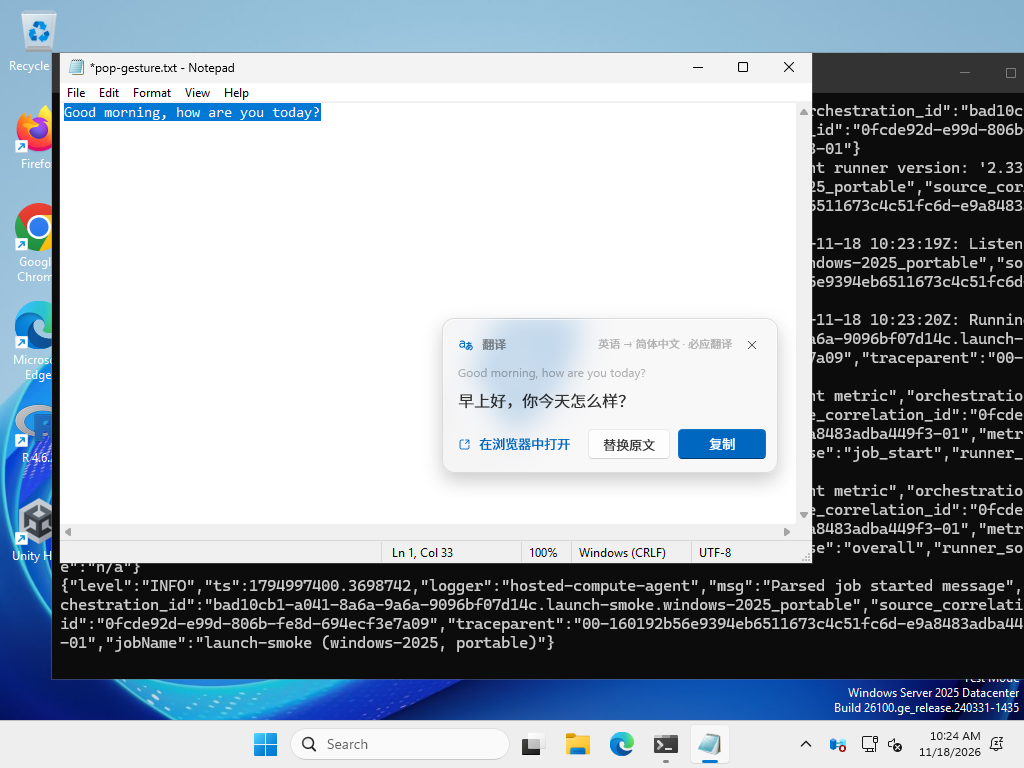 Recycle
*pop-gesture.txt - Notepad
File Edit Format View Help
Good morning, how are you today?
翻译
英语 → 简体中文 · 必应翻译
Good morning, how are you today?
早上好，你今天怎么样？
在浏览器中打开
替换原文
复制
Ln 1, Col 33
100%
Windows (CRLF)
UTF-8
Firefo
Googl
Chrom
Micros
Edge
R 4.6.
Unity H
rchestration_id":"bad10c
_id":"0fcde92d-e99d-806b
3-01"}
nt runner version: '2.33
25_portable","source_cor
6511673c4c51fc6d-e9a8483
-11-18 10:23:19Z: Listen
ndows-2025_portable","so
6e9394eb6511673c4c51fc6d
-11-18 10:23:20Z: Runnin
6a-9096bf07d14c.launch-
7a09","traceparent":"00-
nt metric","orchestratio
e_correlation_id":"0fcde
a8483adba449f3-01","metr
e":"job_start","runner_
nt metric","orchestratio
e_correlation_id":"0fcde
a8483adba449f3-01","metr
se":"overall","runner_so
e":"n/a"}
{"level":"INFO","ts":1794997400.3698742,"logger":"hosted-compute-agent","msg":"Parsed job started message",
chestration_id":"bad10cb1-a041-8a6a-9a6a-9096bf07d14c.launch-smoke.windows-2025_portable","source_correlati
id":"0fcde92d-e99d-806b-fe8d-694ecf3e7a09","traceparent":"00-160192b56e9394eb6511673c4c51fc6d-e9a8483adba44
-01","jobName":"launch-smoke (windows-2025, portable)"}
Test Mode
Windows Server 2025 Datacenter
Build 26100.ge_release.240331-1435
Search
10:24 AM
11/18/2026